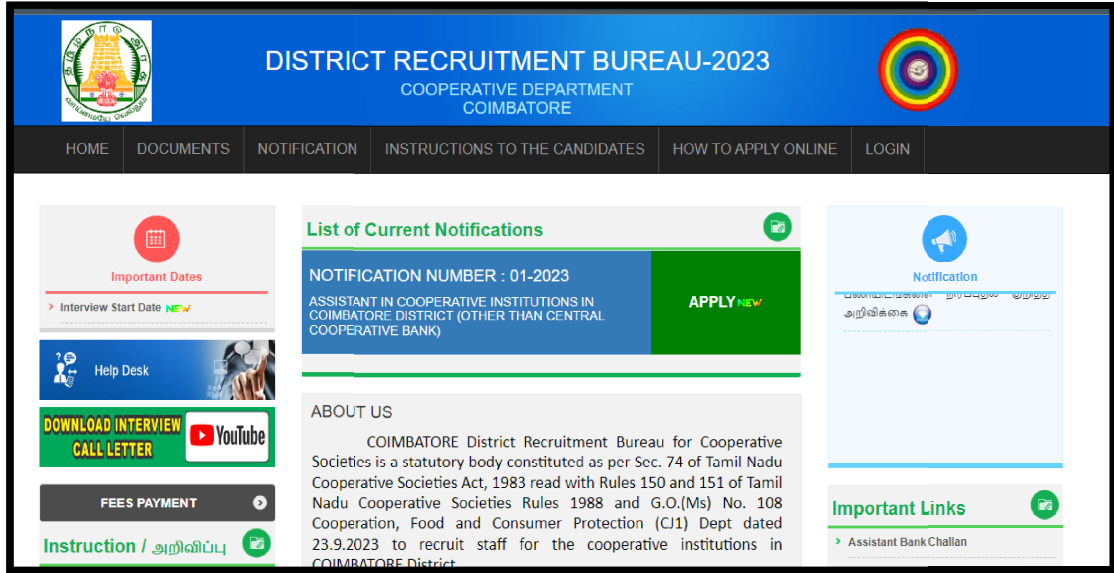 DISTRICT RECRUITMENT BUREAU-2023
COOPERATIVE DEPARTMENT
COIMBATORE
HOME DOCUMENTS NOTIFICATION INSTRUCTIONS TO THE CANDIDATES HOW TO APPLY ONLINE LOGIN
Important Dates
Interview Start Date NEW
Help Desk
DOWNLOAD INTERVIEW
CALL LETTER
YouTube
FEES PAYMENT
Instruction / அறிவிப்பு
List of Current Notifications
NOTIFICATION NUMBER : 01-2023
ASSISTANT IN COOPERATIVE INSTITUTIONS IN
COIMBATORE DISTRICT (OTHER THAN CENTRAL
COOPERATIVE BANK)
APPLY NEW
ABOUT US
COIMBATORE District Recruitment Bureau for Cooperative
Societies is a statutory body constituted as per Sec. 74 of Tamil Nadu
Cooperative Societies Act, 1983 read with Rules 150 and 151 of Tamil
Nadu Cooperative Societies Rules 1988 and G.O.(Ms) No. 108
Cooperation, Food and Consumer Protection (CJ1) Dept dated
23.9.2023 to recruit staff for the cooperative institutions in
COIMBATORE District
Notification
அறிவிக்கை
Important Links
Assistant Bank Challan